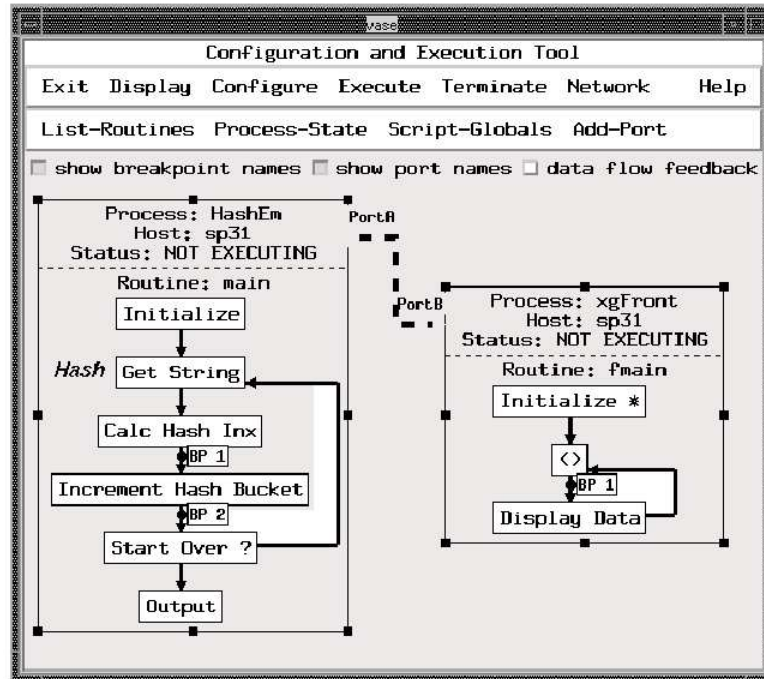 vase
Configuration and Execution Tool
Exit Display Configure Execute Terminate Network Help
List-Routines Process-State Script-Globals Add-Port
show breakpoint names show port names data flow feedback
Process: HashEm
Host: sp31
Status: NOT EXECUTING
Routine: main
Initialize
Hash Get String
Calc Hash Inx
BP 1
Increment Hash Bucket
BP 2
Start Over ?
Output
PortA
PortB
Process: xgFront
Host: sp31
Status: NOT EXECUTING
Routine: fmain
Initialize *
<>
BP 1
Display Data